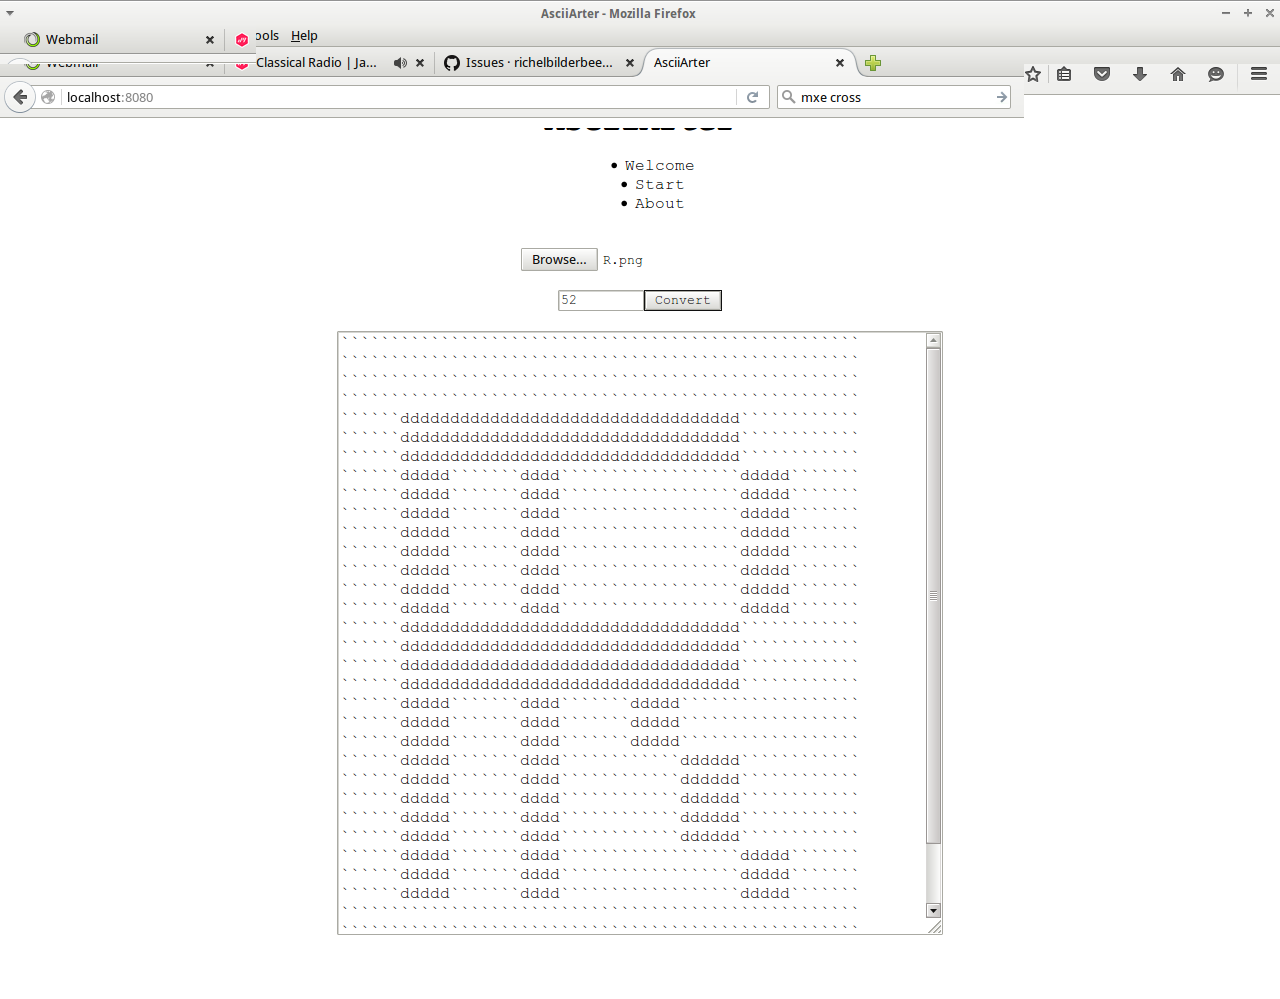 AsciiArter - Mozilla Firefox
Webmail
ools Help
Webmail
Classical Radio | Ja...
Issues · richelbilderbee...
AsciiArter
localhost:8080
mxe cross
Welcome
Start
About
Browse... R.png
52 Convert
````````````````````````````````````````````````````
````````````````````````````````````````````````````
````````````````````````````````````````````````````
````````````````````````````````````````````````````
``````dddddddddddddddddddddddddddddddddd````````````
``````dddddddddddddddddddddddddddddddddd````````````
``````dddddddddddddddddddddddddddddddddd````````````
``````ddddd```````dddd``````````````````ddddd```````
``````ddddd```````dddd``````````````````ddddd```````
``````ddddd```````dddd``````````````````ddddd```````
``````ddddd```````dddd``````````````````ddddd```````
``````ddddd```````dddd``````````````````ddddd```````
``````ddddd```````dddd``````````````````ddddd```````
``````ddddd```````dddd``````````````````ddddd```````
``````ddddd```````dddd``````````````````ddddd```````
``````dddddddddddddddddddddddddddddddddd````````````
``````dddddddddddddddddddddddddddddddddd````````````
``````dddddddddddddddddddddddddddddddddd````````````
``````dddddddddddddddddddddddddddddddddd````````````
``````ddddd```````dddd```````ddddd``````````````````
``````ddddd```````dddd```````ddddd``````````````````
``````ddddd```````dddd```````ddddd``````````````````
``````ddddd```````dddd````````````dddddd````````````
``````ddddd```````dddd````````````dddddd````````````
``````ddddd```````dddd````````````dddddd````````````
``````ddddd```````dddd````````````dddddd````````````
``````ddddd```````dddd````````````dddddd````````````
``````ddddd```````dddd``````````````````ddddd```````
``````ddddd```````dddd``````````````````ddddd```````
``````ddddd```````dddd``````````````````ddddd```````
````````````````````````````````````````````````````
````````````````````````````````````````````````````